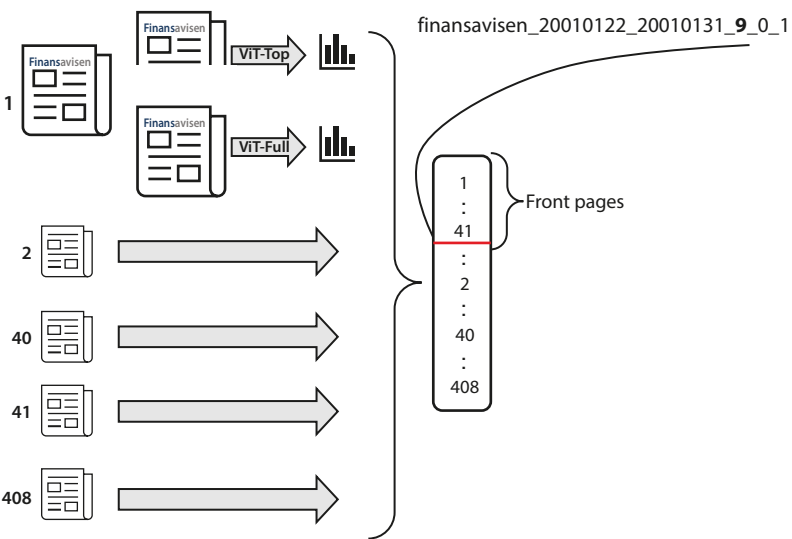 finansavisen_20010122_20010131_9_0_1
Finansavisen
ViT-Top
1
Finansavisen
Finansavisen
ViT-Full
2
40
41
408
1
:
41
:
2
:
40
:
408
Front pages